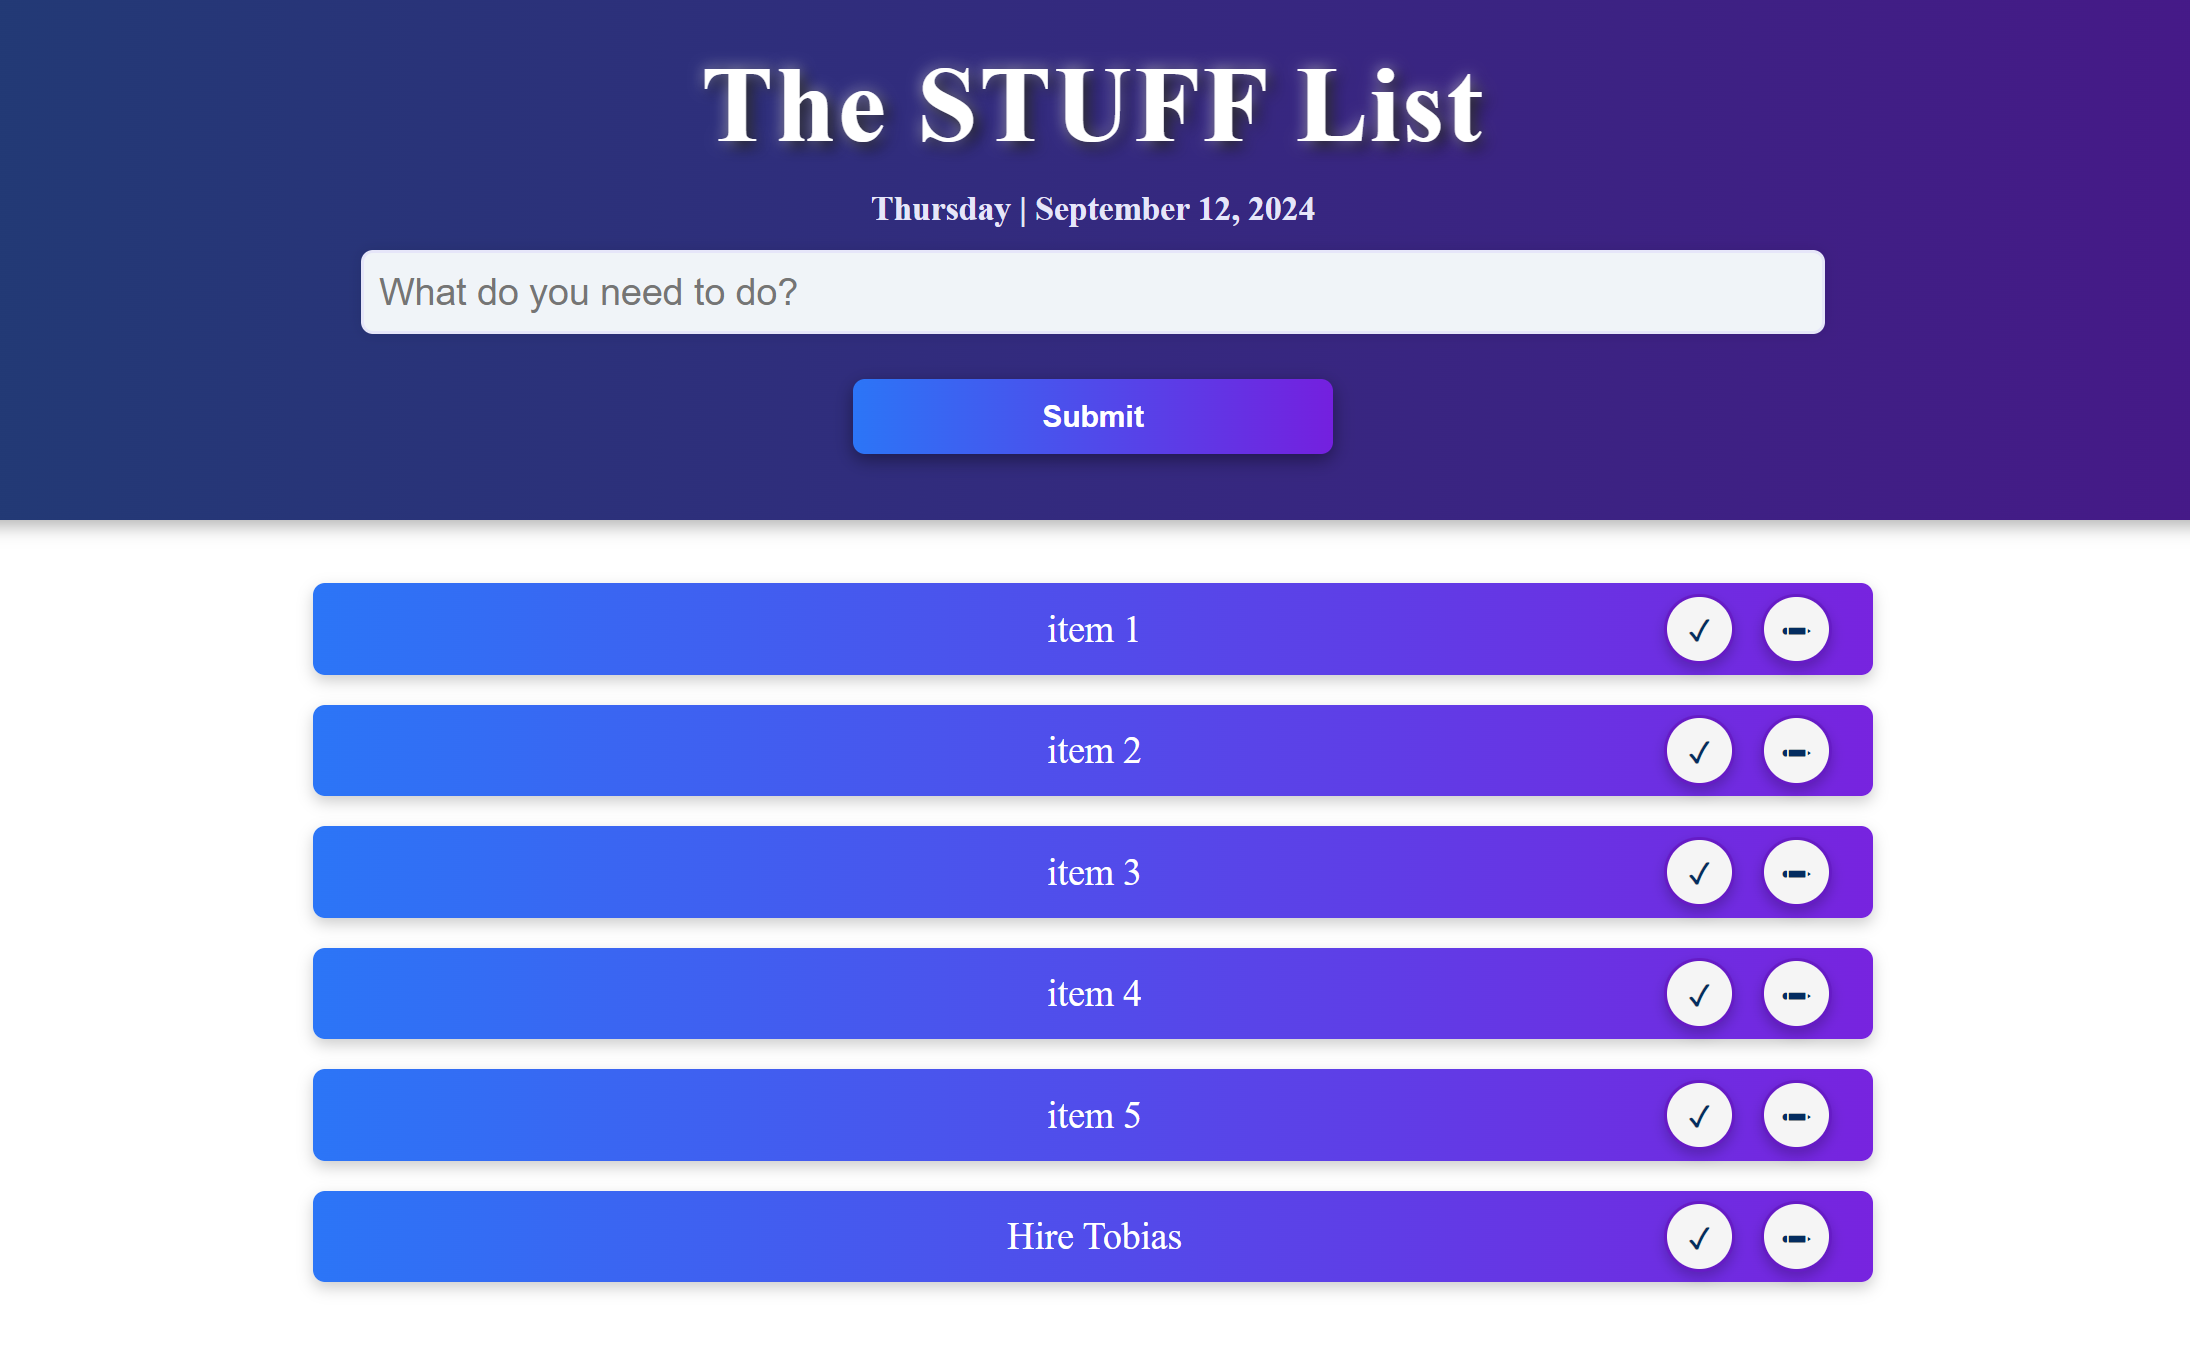 The STUFF List
Thursday | September 12, 2024
What do you need to do?
Submit
item 1 ✓
item 2 ✓
item 3 ✓
item 4 ✓
item 5 ✓
Hire Tobias ✓